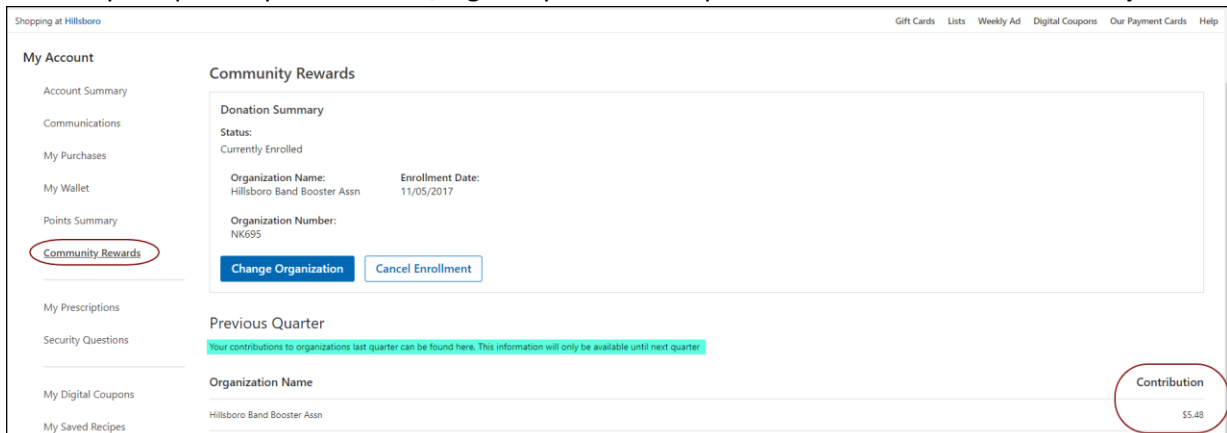 Shopping at Hillsboro
Gift Cards Lists Weekly Ad Digital Coupons Our Payment Cards Help
My Account
Account Summary
Communications
My Purchases
My Wallet
Points Summary
Community Rewards
My Prescriptions
Security Questions
My Digital Coupons
My Saved Recipes
Community Rewards
Donation Summary
Status:
Currently Enrolled
Organization Name: Enrollment Date:
Hillsboro Band Booster Assn 11/05/2017
Organization Number:
NK695
Change Organization Cancel Enrollment
Previous Quarter
Your contributions to organizations last quarter can be found here. This information will only be available until next quarter
Organization Name Contribution
Hillsboro Band Booster Assn $5.48